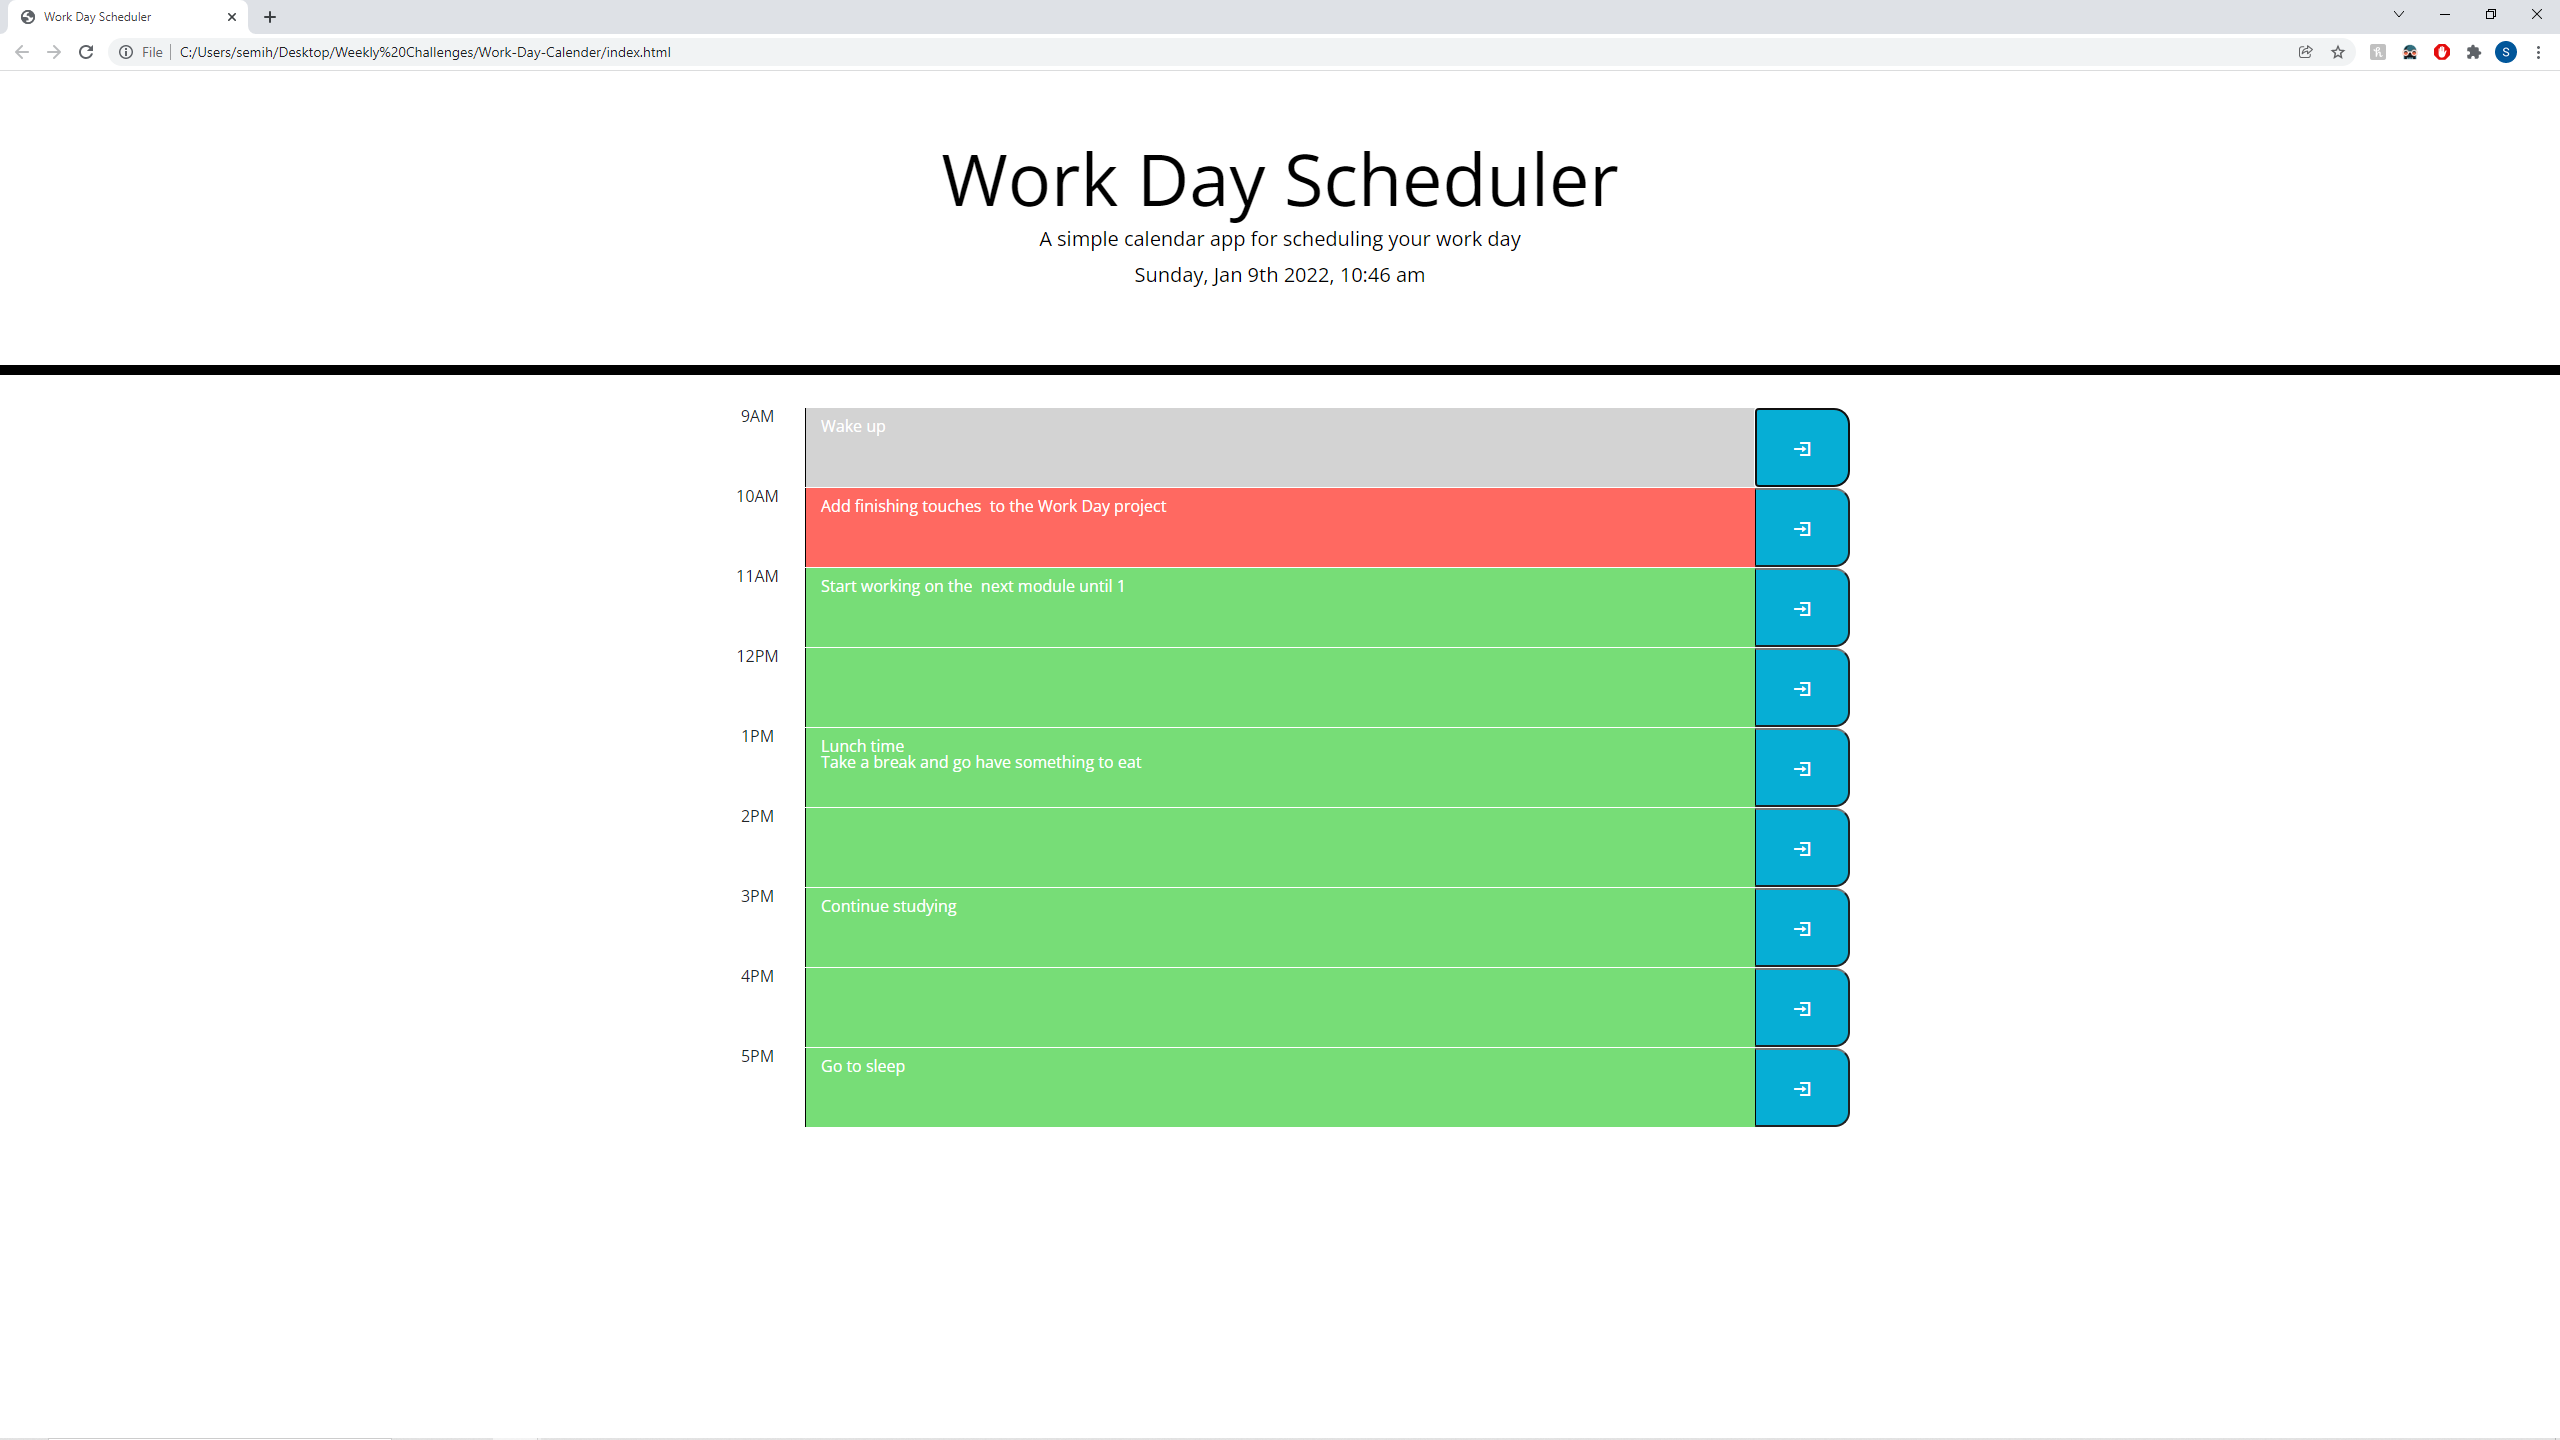 Work Day Scheduler
File C:/Users/semih/Desktop/Weekly%20Challenges/Work-Day-Calender/index.html
S
Work Day Scheduler
A simple calendar app for scheduling your work day
Sunday, Jan 9th 2022, 10:46 am
9AM Wake up
10AM Add finishing touches  to the Work Day project
11AM Start working on the  next module until 1
12PM
1PM Lunch time
Take a break and go have something to eat
2PM
3PM Continue studying
4PM
5PM Go to sleep